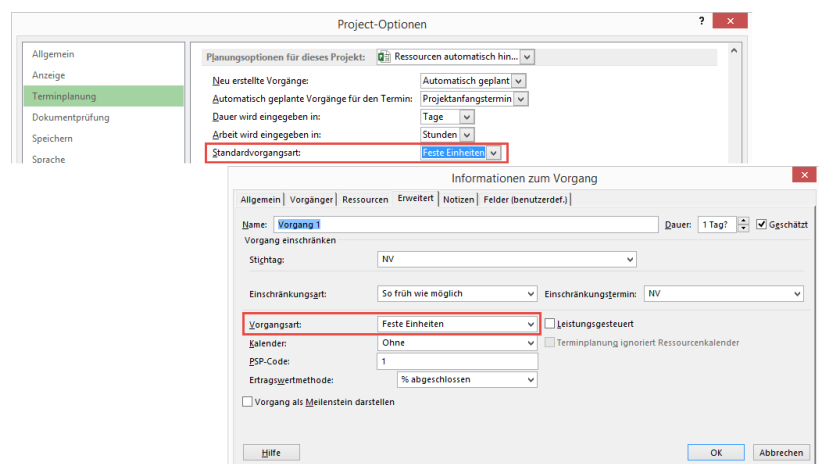 Project-Optionen
? ×
Allgemein
Anzeige
Terminplanung
Dokumentprüfung
Speichern
Sprache
Planungsoptionen für dieses Projekt: Ressourcen automatisch hin...
Neu erstellte Vorgänge: Automatisch geplant
Automatisch geplante Vorgänge für den Termin: Projektanfangstermin
Dauer wird eingegeben in: Tage
Arbeit wird eingegeben in: Stunden
Standardvorgangsart: Feste Einheiten
Informationen zum Vorgang
×
Allgemein Vorgänger Ressourcen Erweitert Notizen Felder (benutzerdef.)
Name: Vorgang 1 Dauer: 1 Tag? Geschätzt
Vorgang einschränken
Stichtag: NV
Einschränkungsart: So früh wie möglich Einschränkungstermin: NV
Vorgangsart: Feste Einheiten Leistungsgesteuert
Kalender: Ohne Terminplanung ignoriert Ressourcenkalender
PSP-Code: 1
Ertragswertmethode: % abgeschlossen
Vorgang als Meilenstein darstellen
Hilfe OK Abbrechen